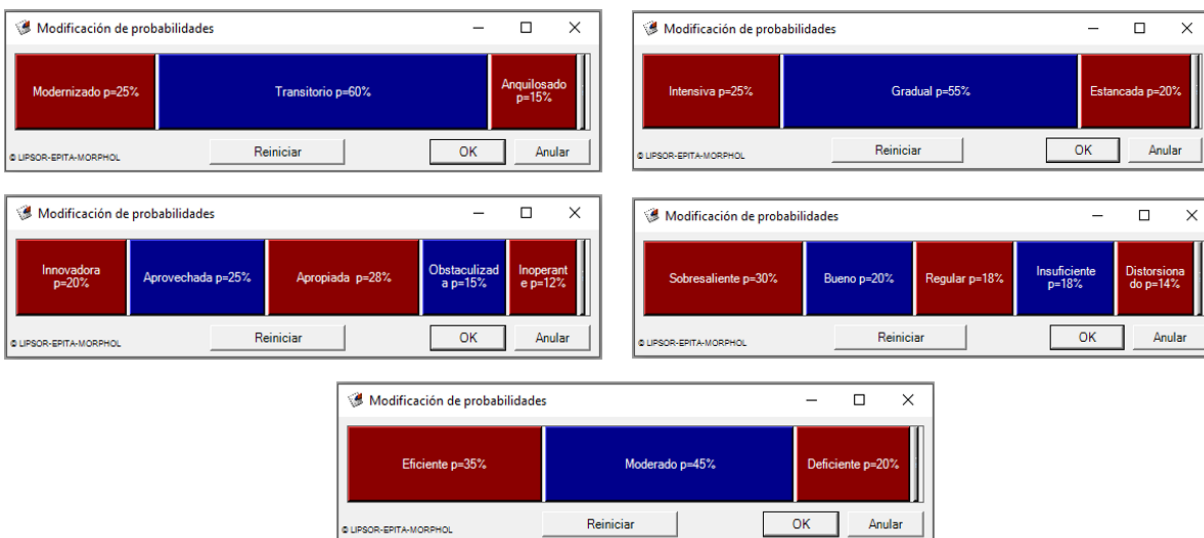 Modificación de probabilidades
Modernizado p=25%
Transitorio p=60%
Anquilosado
p=15%
© LIPSOR-EPITA-MORPHOL
Reiniciar
OK
Anular
Modificación de probabilidades
Intensiva p=25%
Gradual p=55%
Estancada p=20%
© LIPSOR-EPITA-MORPHOL
Reiniciar
OK
Anular
Modificación de probabilidades
Innovadora
p=20%
Aprovechada p=25%
Apropiada p=28%
Obstaculizad
a p=15%
Inoperant
e p=12%
© LIPSOR-EPITA-MORPHOL
Reiniciar
OK
Anular
Modificación de probabilidades
Sobresaliente p=30%
Bueno p=20%
Regular p=18%
Insuficiente
p=18%
Distorsiona
do p=14%
© LIPSOR-EPITA-MORPHOL
Reiniciar
OK
Anular
Modificación de probabilidades
Eficiente p=35%
Moderado p=45%
Deficiente p=20%
© LIPSOR-EPITA-MORPHOL
Reiniciar
OK
Anular